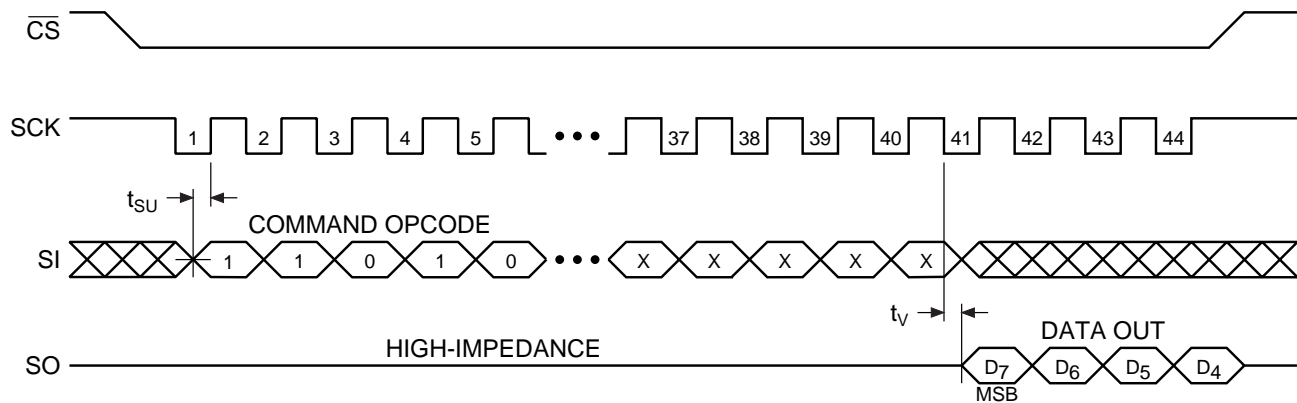 CS
SCK 1 2 3 4 5 ••• 37 38 39 40 41 42 43 44
tSU
COMMAND OPCODE
SI 1 1 0 1 0 ••• X X X X X
tV
DATA OUT
HIGH-IMPEDANCE
SO D7 D6 D5 D4
MSB